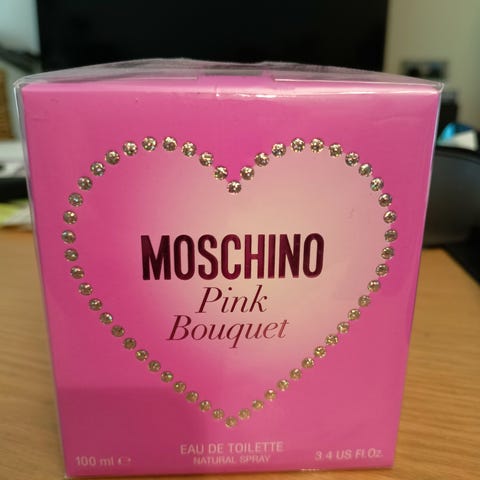 MOSCHINO
Pink
Bouquet
EAU DE TOILETTE
NATURAL SPRAY
100 ml ℮
3.4 US Fl.Oz.